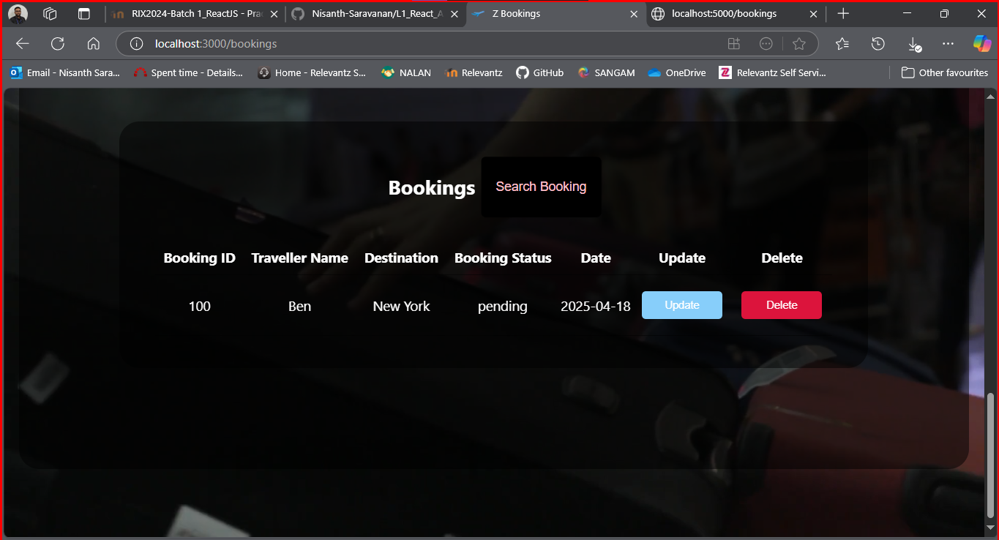 RIX2024-Batch 1_ReactJS - Prac
Nisanth-Saravanan/L1_React_A
Z Bookings
localhost:5000/bookings
localhost:3000/bookings
Email - Nisanth Sara...
Spent time - Details...
Home - Relevantz S...
NALAN
Relevantz
GitHub
SANGAM
OneDrive
Relevantz Self Servi...
Other favourites
Bookings
Search Booking
Booking ID Traveller Name Destination Booking Status Date Update Delete
100 Ben New York pending 2025-04-18 Update Delete